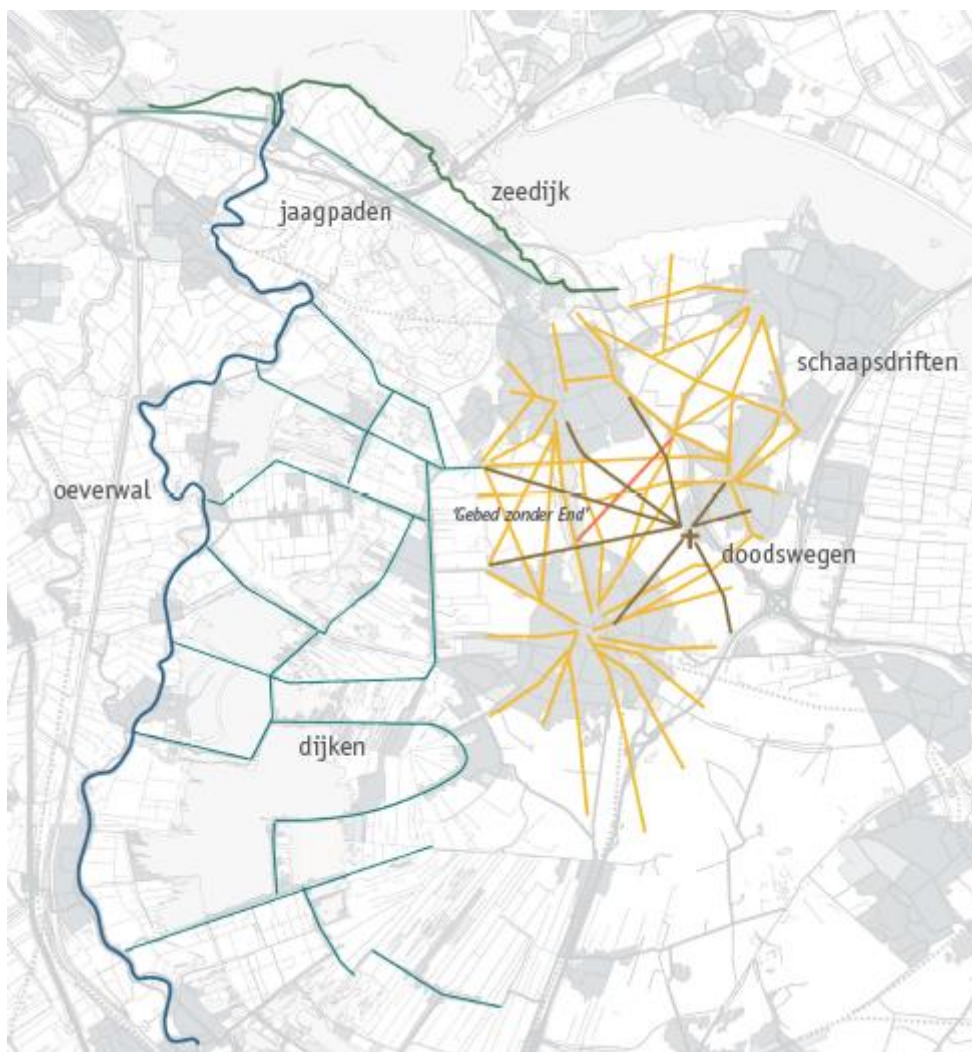 zeedijk
jaagpaden
schaapsdriften
oeverwal
'Gebed zonder End'
doodswegen
dijken